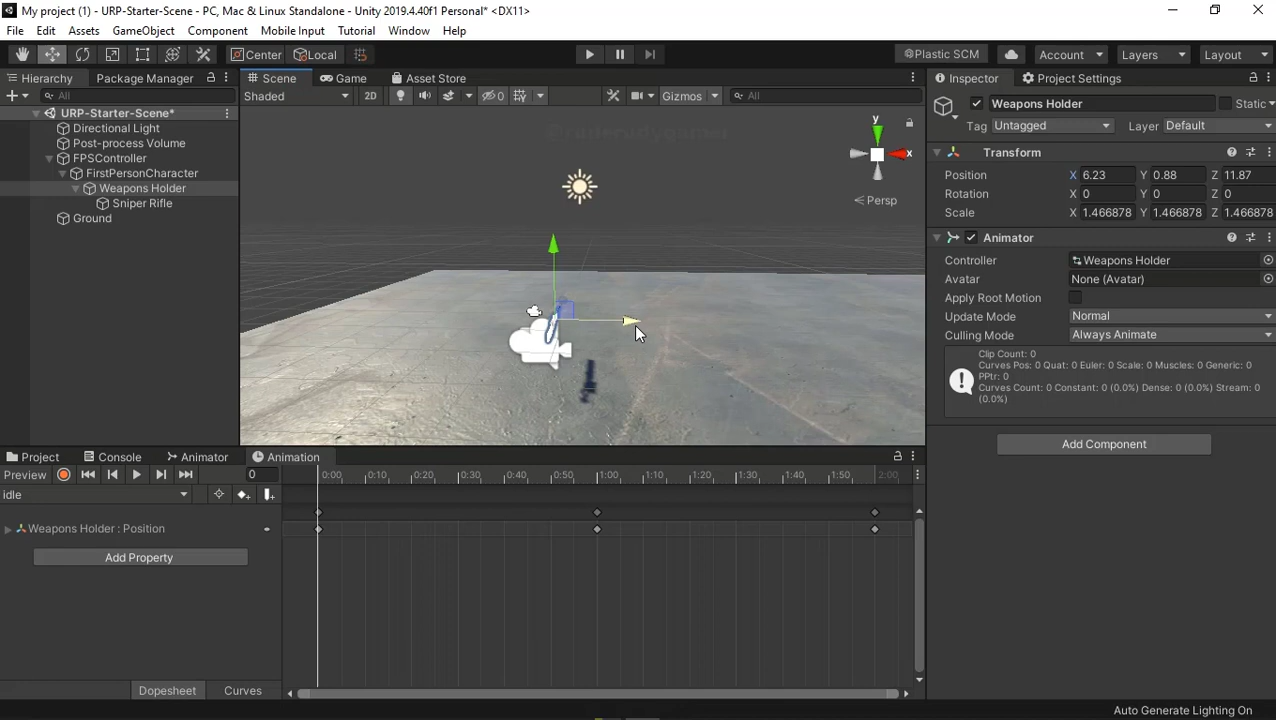 My project (1) - URP-Starter-Scene - PC, Mac & Linux Standalone - Unity 2019.4.40f1 Personal* <DX11>
File Edit Assets GameObject Component Mobile Input Tutorial Window Help
Center Local Plastic SCM Account Layers Layout
Hierarchy Package Manager Scene Game Asset Store Inspector Project Settings
All Shaded 2D 0 Gizmos All
Weapons Holder Static
Tag Untagged Layer Default
URP-Starter-Scene*
Directional Light
Post-process Volume
FPSController
FirstPersonCharacter
Weapons Holder
Sniper Rifle
Ground
y
x
Persp
Transform
Position X 6.23 Y 0.88 Z 11.87
Rotation X 0 Y 0 Z 0
Scale X 1.466878 Y 1.466878 Z 1.466878
Animator
Controller Weapons Holder
Avatar None (Avatar)
Apply Root Motion
Update Mode Normal
Culling Mode Always Animate
Clip Count: 0
Curves Pos: 0 Quat: 0 Euler: 0 Scale: 0 Muscles: 0 Generic: 0
PPtr: 0
Curves Count: 0 Constant: 0 (0.0%) Dense: 0 (0.0%) Stream: 0
(0.0%)
Add Component
Project Console Animator Animation
Preview 0 0:00 0:10 0:20 0:30 0:40 0:50 1:00 1:10 1:20 1:30 1:40 1:50 2:00
idle
Weapons Holder : Position
Add Property
Dopesheet Curves
Auto Generate Lighting On